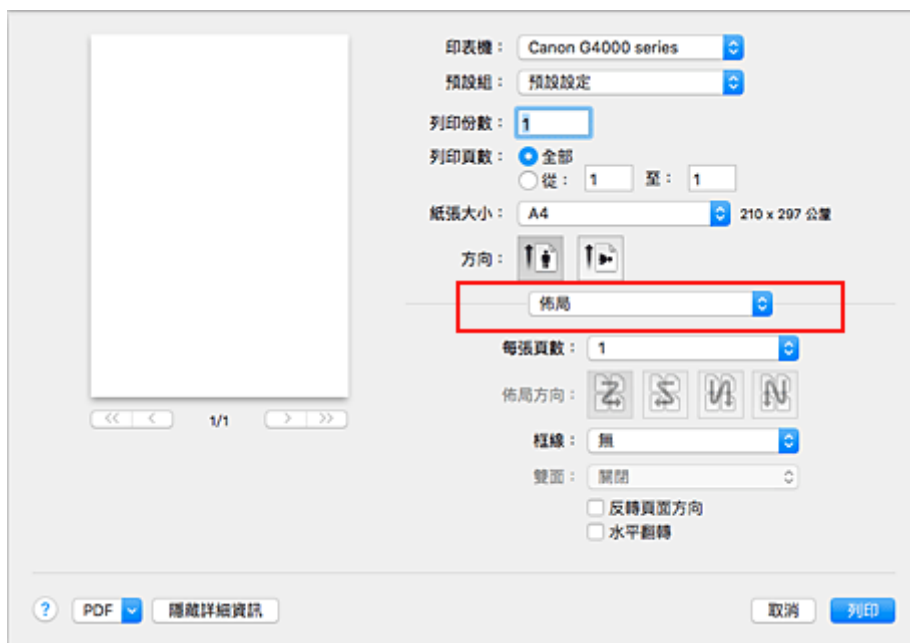 印表機： Canon G4000 series
預設組： 預設設定
列印份數： 1
列印頁數： 全部
從： 1 至： 1
紙張大小： A4 210 x 297 公釐
方向：
佈局
每張頁數： 1
佈局方向：
框線： 無
雙面： 關閉
反轉頁面方向
水平翻轉
1/1
? PDF 隱藏詳細資訊 取消 列印